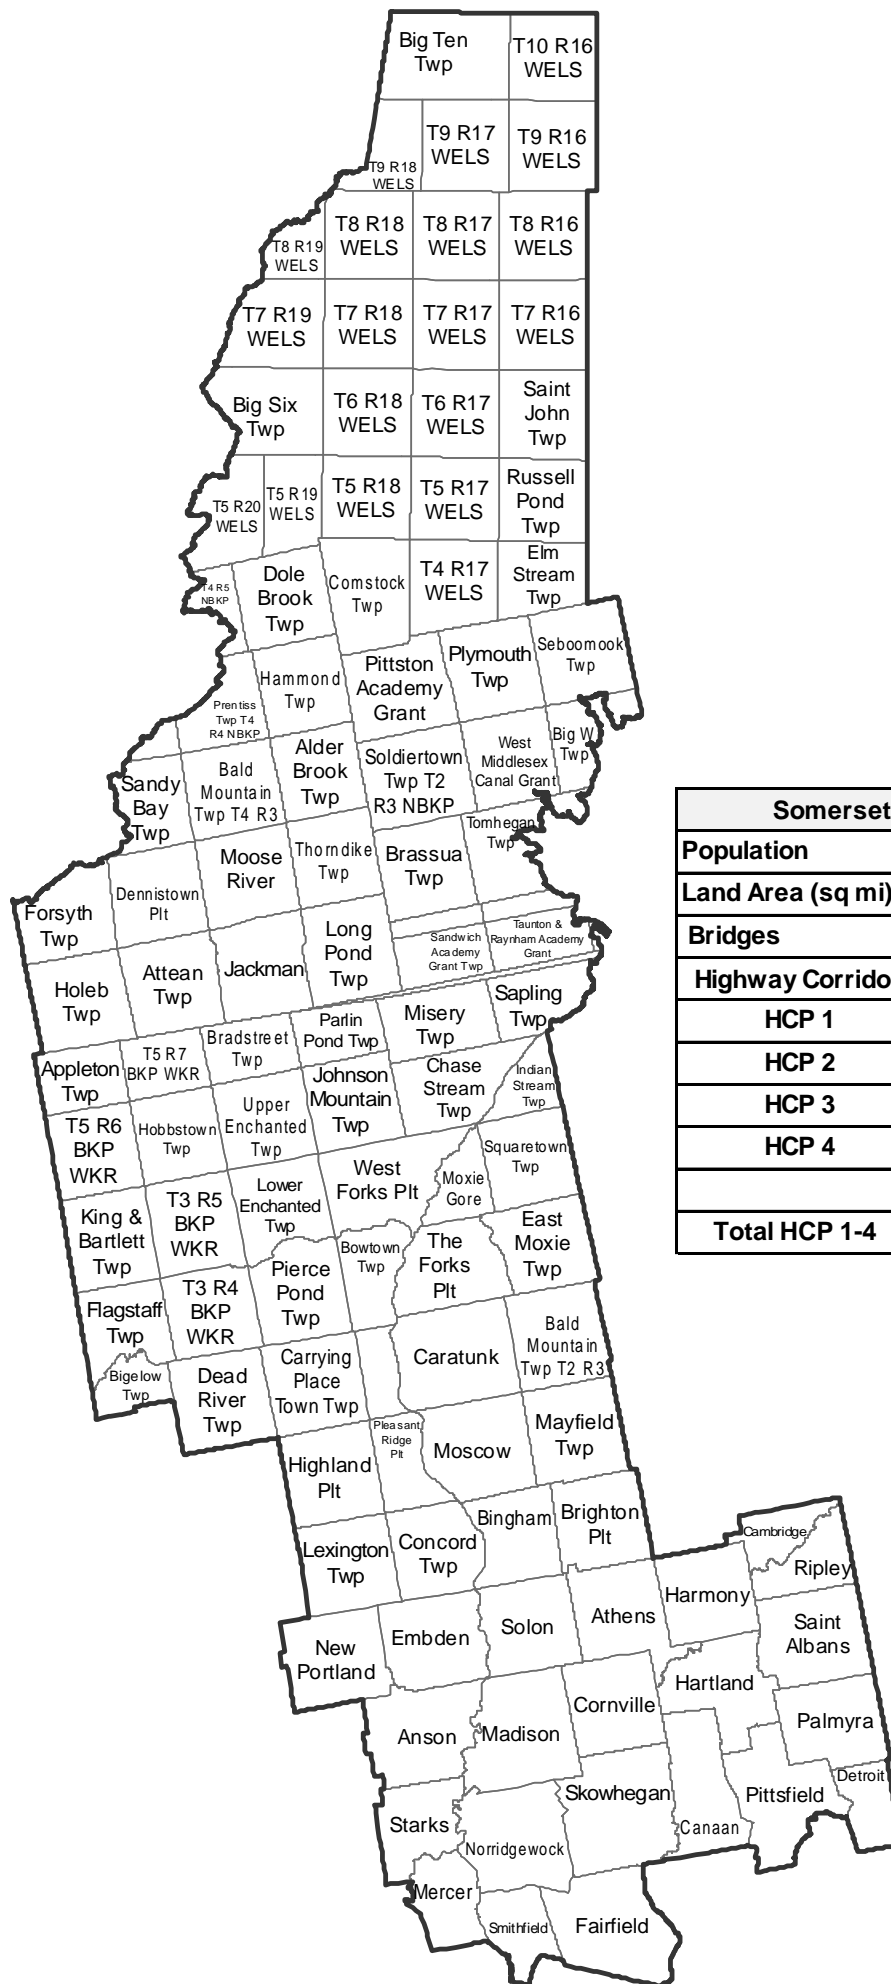 Big Ten
Twp
T10 R16
WELS
T9 R18
WELS
T9 R17
WELS
T9 R16
WELS
T8 R19
WELS
T8 R18
WELS
T8 R17
WELS
T8 R16
WELS
T7 R19
WELS
T7 R18
WELS
T7 R17
WELS
T7 R16
WELS
Big Six
Twp
T6 R18
WELS
T6 R17
WELS
Saint
John
Twp
T5 R20
WELS
T5 R19
WELS
T5 R18
WELS
T5 R17
WELS
Russell
Pond
Twp
T4 R5
NBKP
Dole
Brook
Twp
Comstock
Twp
T4 R17
WELS
Elm
Stream
Twp
Prentiss
Twp T4
R4 NBKP
Hammond
Twp
Pittston
Academy
Grant
Plymouth
Twp
Seboomook
Twp
Sandy
Bay
Twp
Bald
Mountain
Twp T4 R3
Alder
Brook
Twp
Soldiertown
Twp T2
R3 NBKP
West
Middlesex
Canal Grant
Big W
Twp
Forsyth
Twp
Dennistown
Plt
Moose
River
Thorndike
Twp
Brassua
Twp
Tomhegan
Twp
Holeb
Twp
Attean
Twp
Jackman
Long
Pond
Twp
Sandwich
Academy
Grant Twp
Taunton &
Raynham Academy
Grant
Appleton
Twp
T5 R7
BKP WKR
Bradstreet
Twp
Parlin
Pond Twp
Misery
Twp
Sapling
Twp
T5 R6
BKP
WKR
Hobbstown
Twp
Upper
Enchanted
Twp
Johnson
Mountain
Twp
Chase
Stream
Twp
Indian
Stream
Twp
King &
Bartlett
Twp
T3 R5
BKP
WKR
Lower
Enchanted
Twp
West
Forks Plt
Moxie
Gore
Squaretown
Twp
Flagstaff
Twp
T3 R4
BKP
WKR
Pierce
Pond
Twp
Bowtown
Twp
The
Forks
Plt
East
Moxie
Twp
Bigelow
Twp
Dead
River
Twp
Carrying
Place
Town Twp
Caratunk
Bald
Mountain
Twp T2 R3
Highland
Plt
Pleasant
Ridge
Plt
Moscow
Mayfield
Twp
Lexington
Twp
Concord
Twp
Bingham
Brighton
Plt
Cambridge
Ripley
New
Portland
Embden
Solon
Athens
Harmony
Saint
Albans
Anson
Madison
Cornville
Hartland
Palmyra
Starks
Norridgewock
Skowhegan
Canaan
Pittsfield
Detroit
Mercer
Smithfield
Fairfield
Somerset
Population
Land Area (sq mi)
Bridges
Highway Corrido
HCP 1
HCP 2
HCP 3
HCP 4
Total HCP 1-4